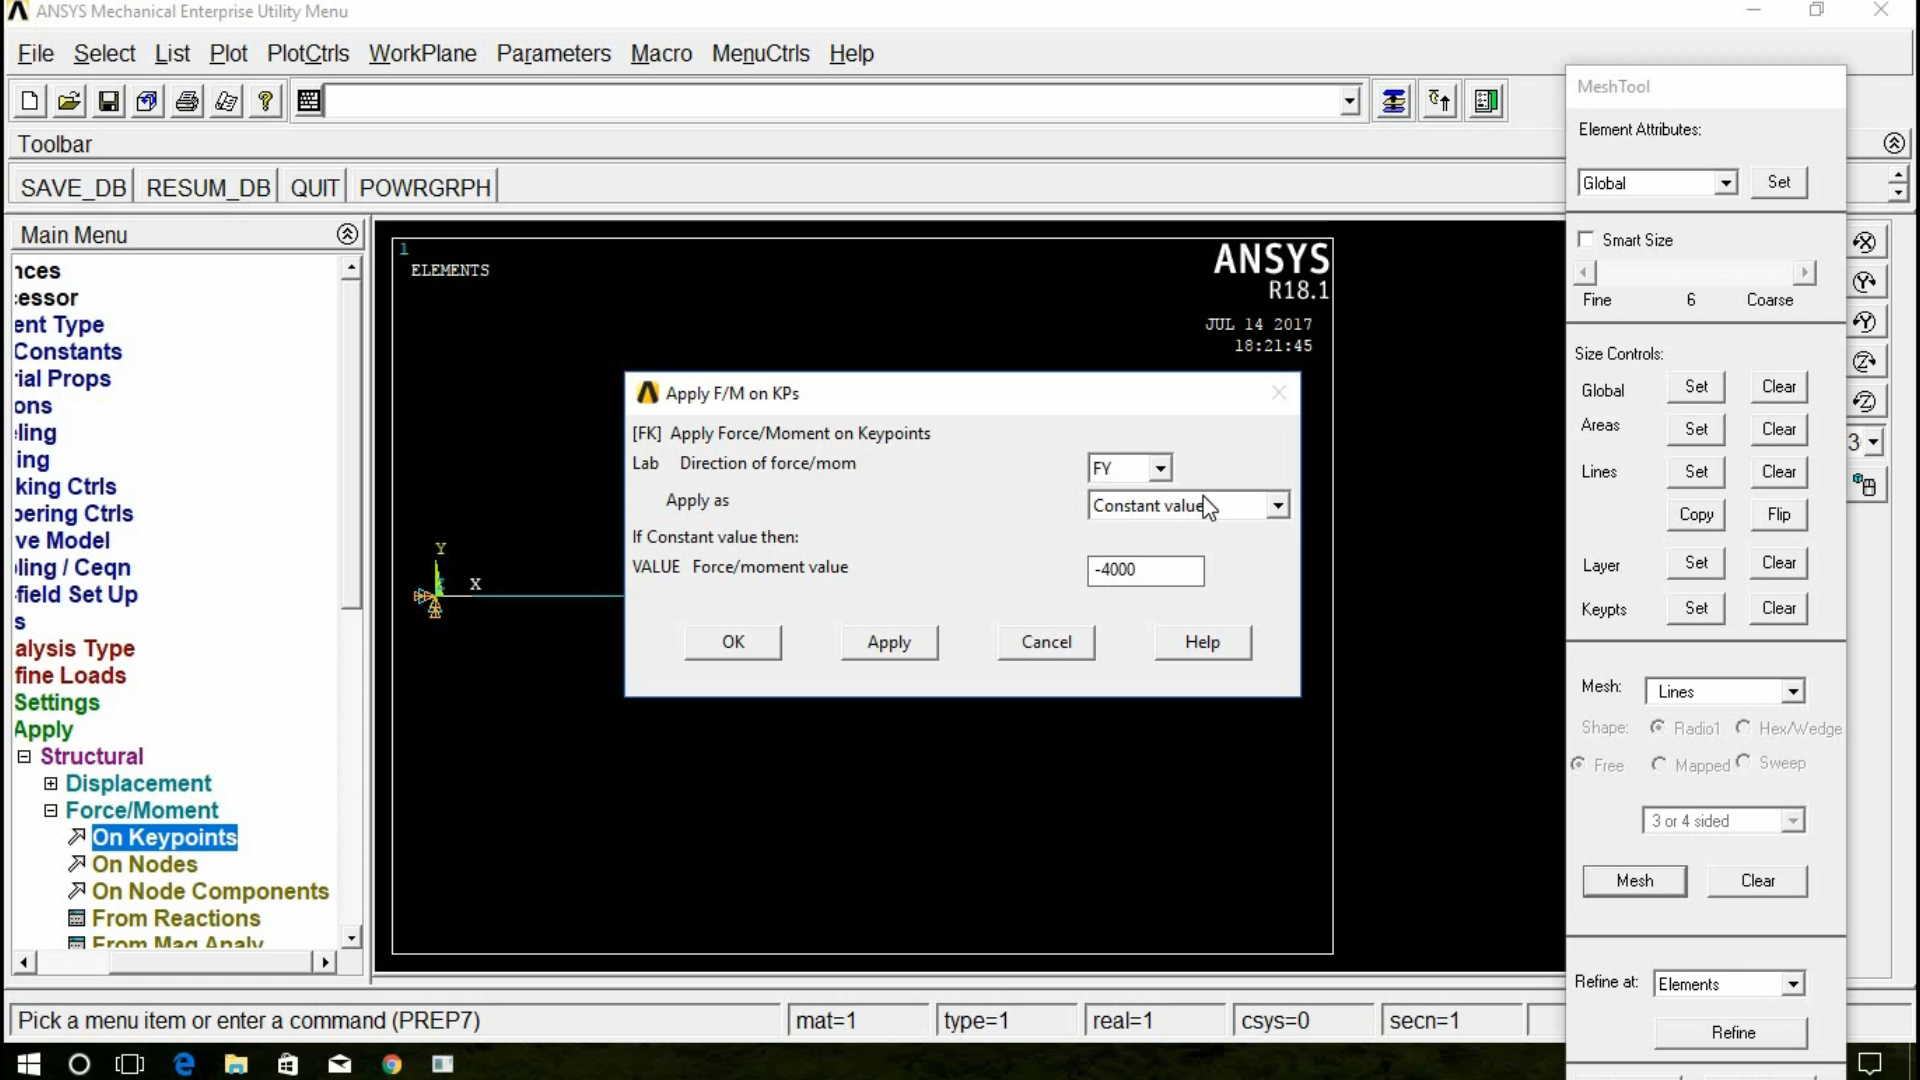 ANSYS Mechanical Enterprise Utility Menu
File Select List Plot PlotCtrls WorkPlane Parameters Macro MenuCtrls Help
Toolbar
SAVE_DB RESUM_DB QUIT POWRGRPH
Main Menu
nces
cessor
ent Type
Constants
rial Props
ons
eling
ing
king Ctrls
bering Ctrls
ve Model
ling / Ceqn
field Set Up
s
alysis Type
fine Loads
Settings
Apply
Structural
Displacement
Force/Moment
On Keypoints
On Nodes
On Node Components
From Reactions
From Mag Analy
1
ELEMENTS
ANSYS
R18.1
JUL 14 2017
18:21:45
Y
X
Apply F/M on KPs
[FK] Apply Force/Moment on Keypoints
Lab Direction of force/mom FY
Apply as Constant value
If Constant value then:
VALUE Force/moment value -4000
OK Apply Cancel Help
MeshTool
Element Attributes:
Global Set
Smart Size
Fine 6 Coarse
Size Controls:
Global Set Clear
Areas Set Clear
Lines Set Clear
Copy Flip
Layer Set Clear
Keypts Set Clear
Mesh: Lines
Shape: Radio1 Hex/Wedge
Free Mapped Sweep
3 or 4 sided
Mesh Clear
Refine at: Elements
Refine
X
Y
Y
Z
Z
3
Pick a menu item or enter a command (PREP7) mat=1 type=1 real=1 csys=0 secn=1